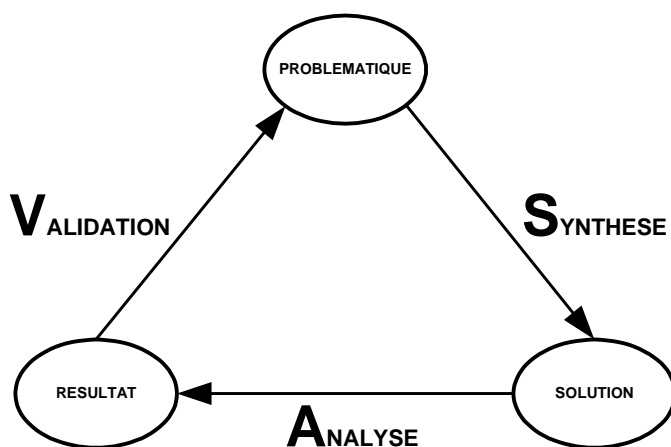 PROBLEMATIQUE
VALIDATION
SYNTHESE
RESULTAT
SOLUTION
ANALYSE